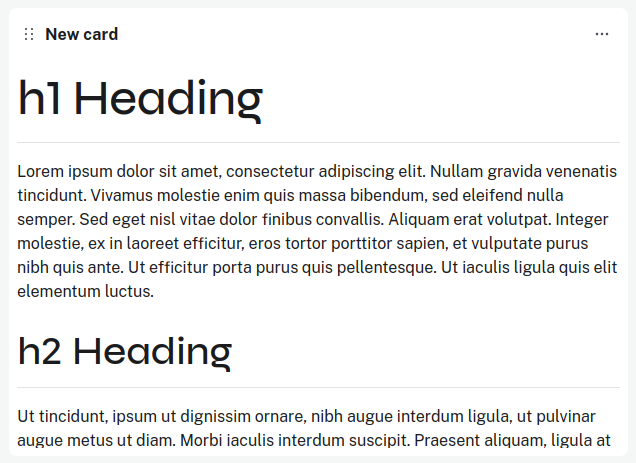 New card
h1 Heading
Lorem ipsum dolor sit amet, consectetur adipiscing elit. Nullam gravida venenatis
tincidunt. Vivamus molestie enim quis massa bibendum, sed eleifend nulla
semper. Sed eget nisl vitae dolor finibus convallis. Aliquam erat volutpat. Integer
molestie, ex in laoreet efficitur, eros tortor porttitor sapien, et vulputate purus
nibh quis ante. Ut efficitur porta purus quis pellentesque. Ut iaculis ligula quis elit
elementum luctus.
h2 Heading
Ut tincidunt, ipsum ut dignissim ornare, nibh augue interdum ligula, ut pulvinar
augue metus ut diam. Morbi iaculis interdum suscipit. Praesent aliquam, ligula at